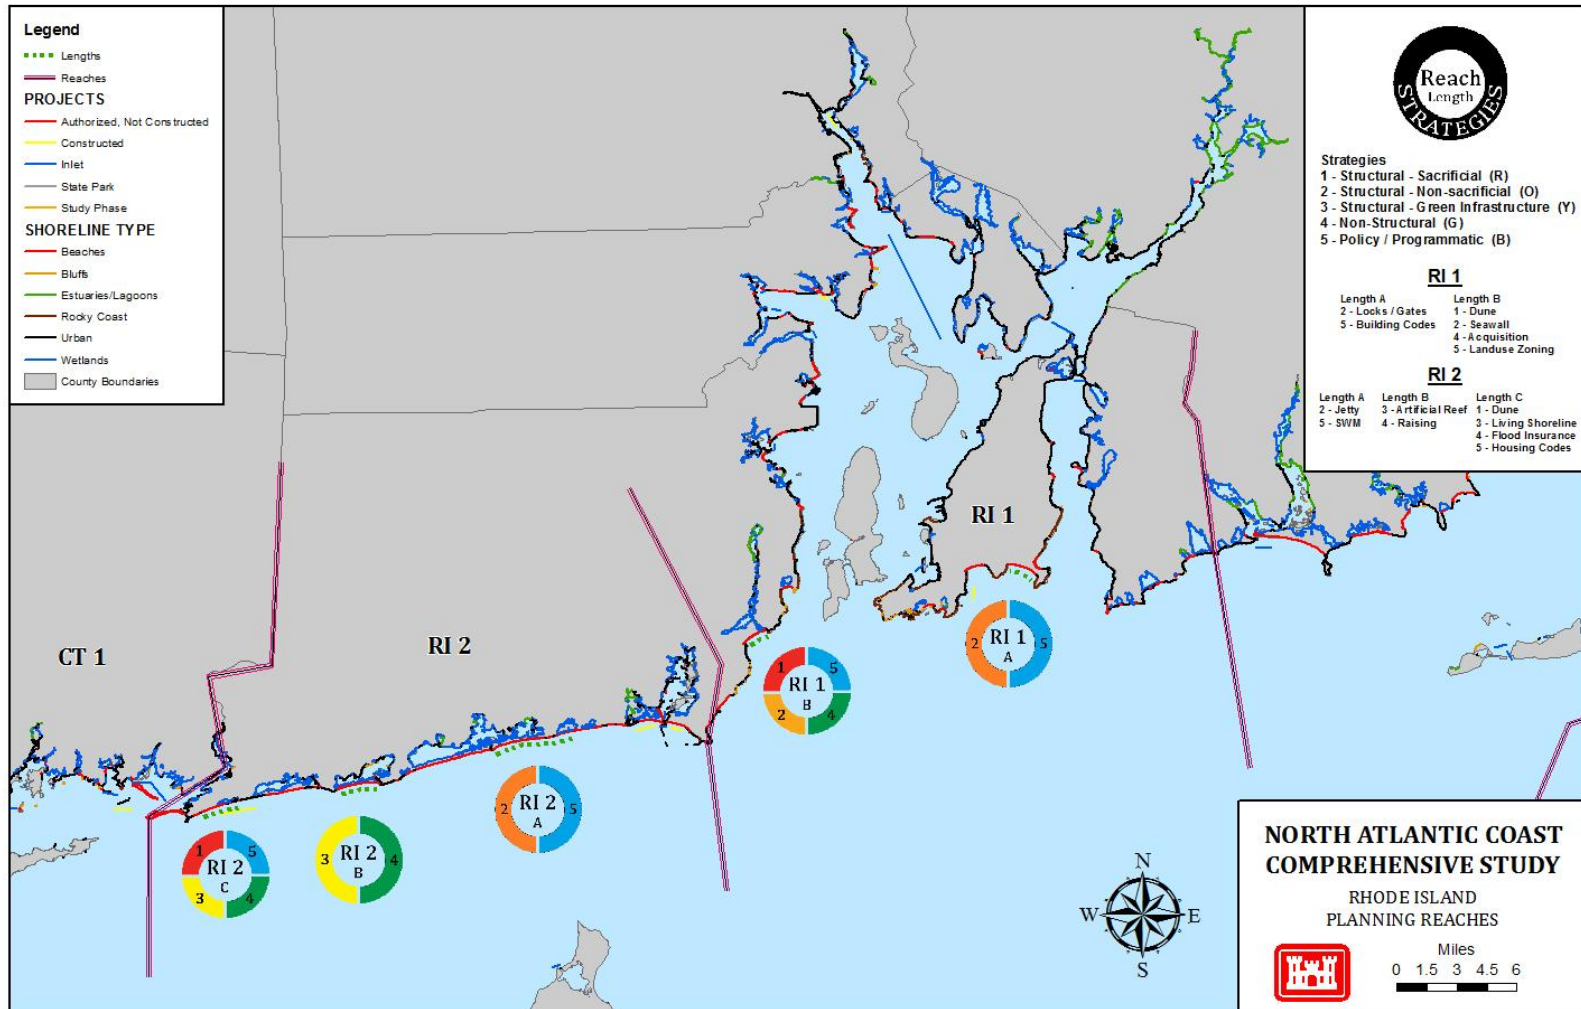 Legend
Lengths
Reaches
PROJECTS
Authorized, Not Constructed
Constructed
Inlet
State Park
Study Phase
SHORELINE TYPE
Beaches
Bluffs
Estuaries/Lagoons
Rocky Coast
Urban
Wetlands
County Boundaries
Reach
Length
STRATEGIES
Strategies
1 - Structural - Sacrificial (R)
2 - Structural - Non-sacrificial (O)
3 - Structural - Green Infrastructure (Y)
4 - Non-Structural (G)
5 - Policy / Programmatic (B)
RI 1
Length A
2 - Locks / Gates
5 - Building Codes
Length B
1 - Dune
2 - Seawall
4 - Acquisition
5 - Landuse Zoning
RI 2
Length A
2 - Jetty
5 - SWM
Length B
3 - Artificial Reef
4 - Raising
Length C
1 - Dune
3 - Living Shoreline
4 - Flood Insurance
5 - Housing Codes
CT 1
RI 2
RI 1
2 RI 1 5
A
1 5
RI 1
B
2 4
2 RI 2 5
A
3 RI 2 4
B
1 5
RI 2
C
3 4
N
W E
S
NORTH ATLANTIC COAST
COMPREHENSIVE STUDY
RHODE ISLAND
PLANNING REACHES
Miles
0 1.5 3 4.5 6